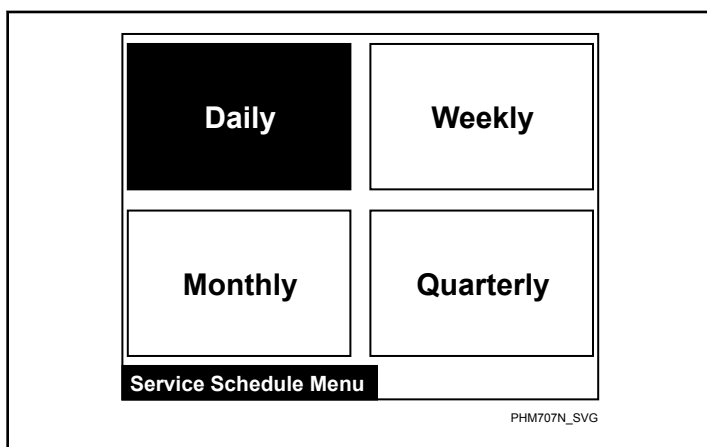 Daily
Weekly
Monthly
Quarterly
Service Schedule Menu
PHM707N_SVG